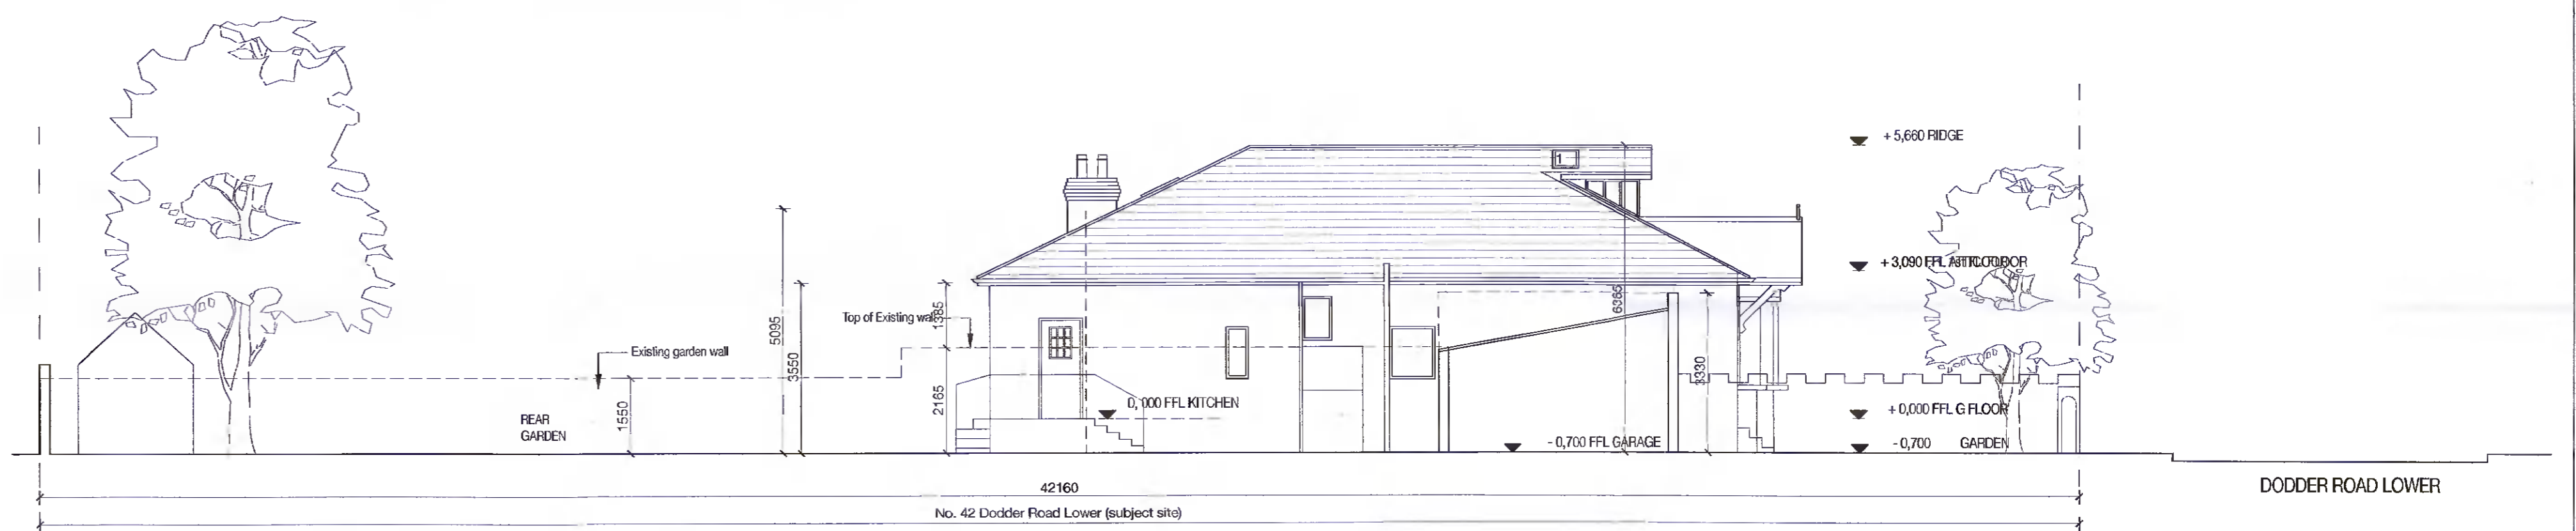 + 5,660 RIDGE
+ 3,090 FFL ATTIC FLOOR
6365
1385
Top of Existing wall
5095
Existing garden wall
3550
3330
2165
0, 000 FFL KITCHEN
+ 0,000 FFL G FLOOR
1550
REAR
GARDEN
- 0,700 FFL GARAGE
- 0,700 GARDEN
1
42160
DODDER ROAD LOWER
No. 42 Dodder Road Lower (subject site)